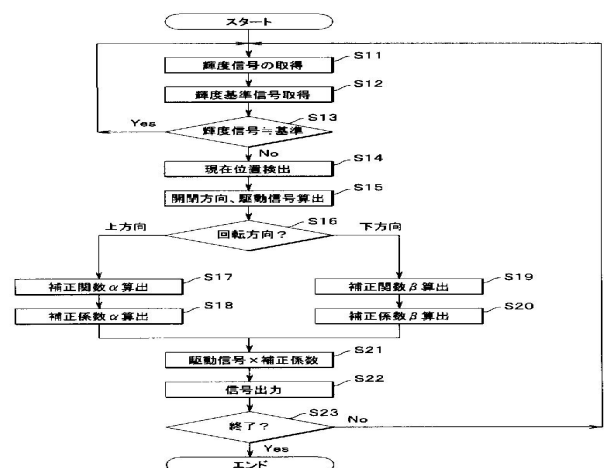 スタート
S11
輝度信号の取得
S12
輝度基準信号取得
S13
Yes
輝度信号≒基準
No
S14
現在位置検出
S15
開閉方向、駆動信号算出
S16
上方向
回転方向?
下方向
S17
補正関数α算出
S19
補正関数β算出
S18
補正係数α算出
S20
補正係数β算出
S21
駆動信号×補正係数
S22
信号出力
S23
終了?
No
Yes
エンド